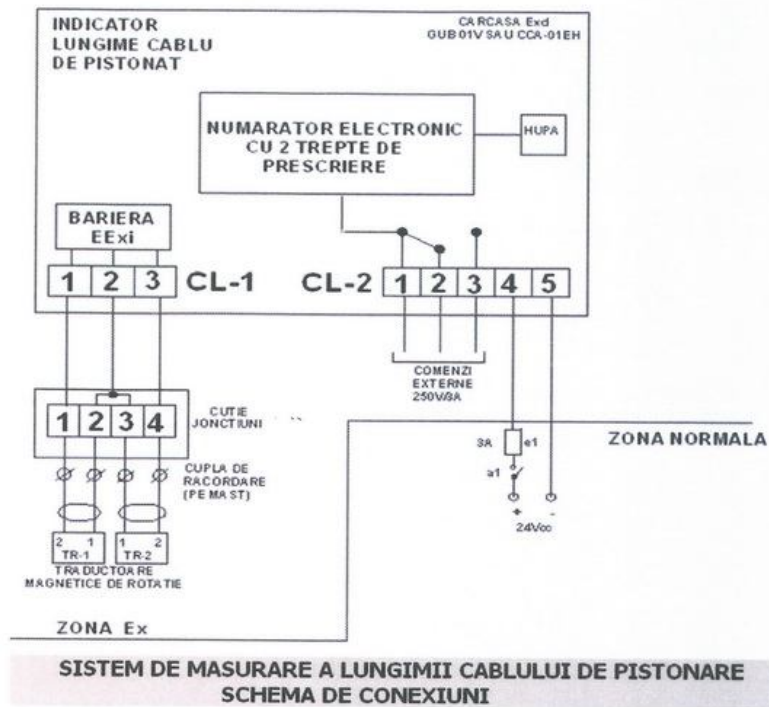 INDICATOR
LUNGIME CABLU
DE PISTONAT
CARCASA Exd
GUB 01V SAU CCA-01EH
NUMARATOR ELECTRONIC
CU 2 TREPTE DE
PRESCRIERE
HUPA
BARIERA
EExi
1 2 3 CL-1
CL-2 1 2 3 4 5
COMENZI
EXTERNE
250V/3A
1 2 3 4
CUTIE
JONCTIUNI
CUPLA DE
RACORDARE
(PE MAST)
2 1
TR-1
1 2
TR-2
TRADUCTOARE
MAGNETICE DE ROTATIE
3A e1
a1
+ -
24Vcc
ZONA NORMALA
ZONA Ex
SISTEM DE MASURARE A LUNGIMII CABLULUI DE PISTONARE
SCHEMA DE CONEXIUNI